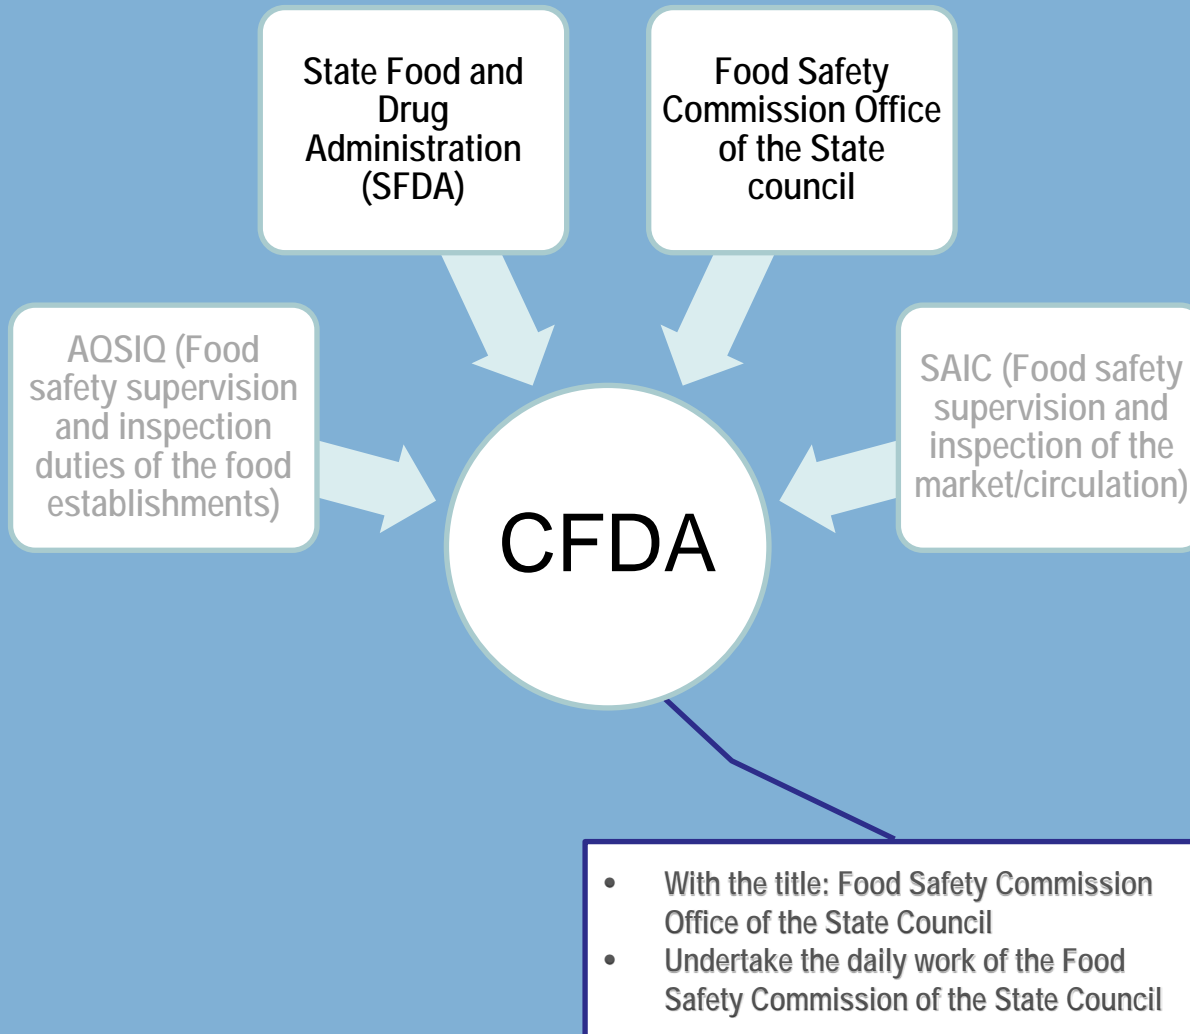 State Food and
Drug
Administration
(SFDA)
Food Safety
Commission Office
of the State
council
AQSIQ (Food
safety supervision
and inspection
duties of the food
establishments)
SAIC (Food safety
supervision and
inspection of the
market/circulation)
CFDA
• With the title: Food Safety Commission
Office of the State Council
• Undertake the daily work of the Food
Safety Commission of the State Council